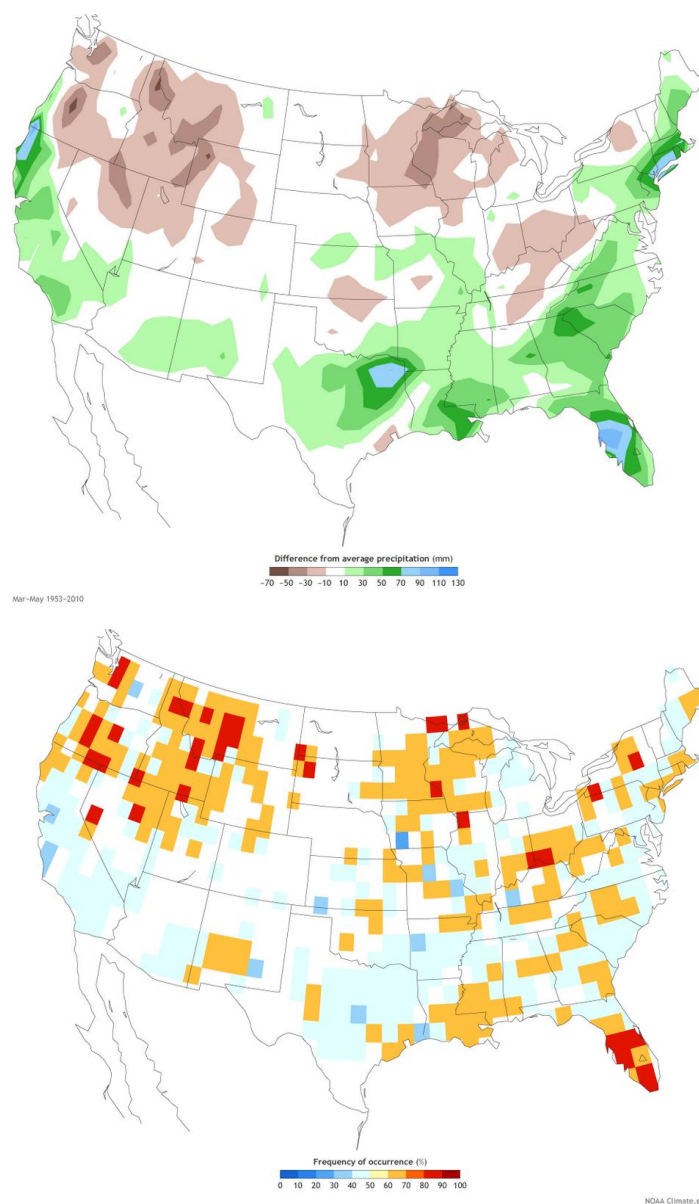 Difference from average precipitation (mm)
-70 -50 -30 -10 10 30 50 70 90 110 130
Mar-May 1953-2010
Frequency of occurrence (%)
0 10 20 30 40 50 60 70 80 90 100
NOAA Climate.